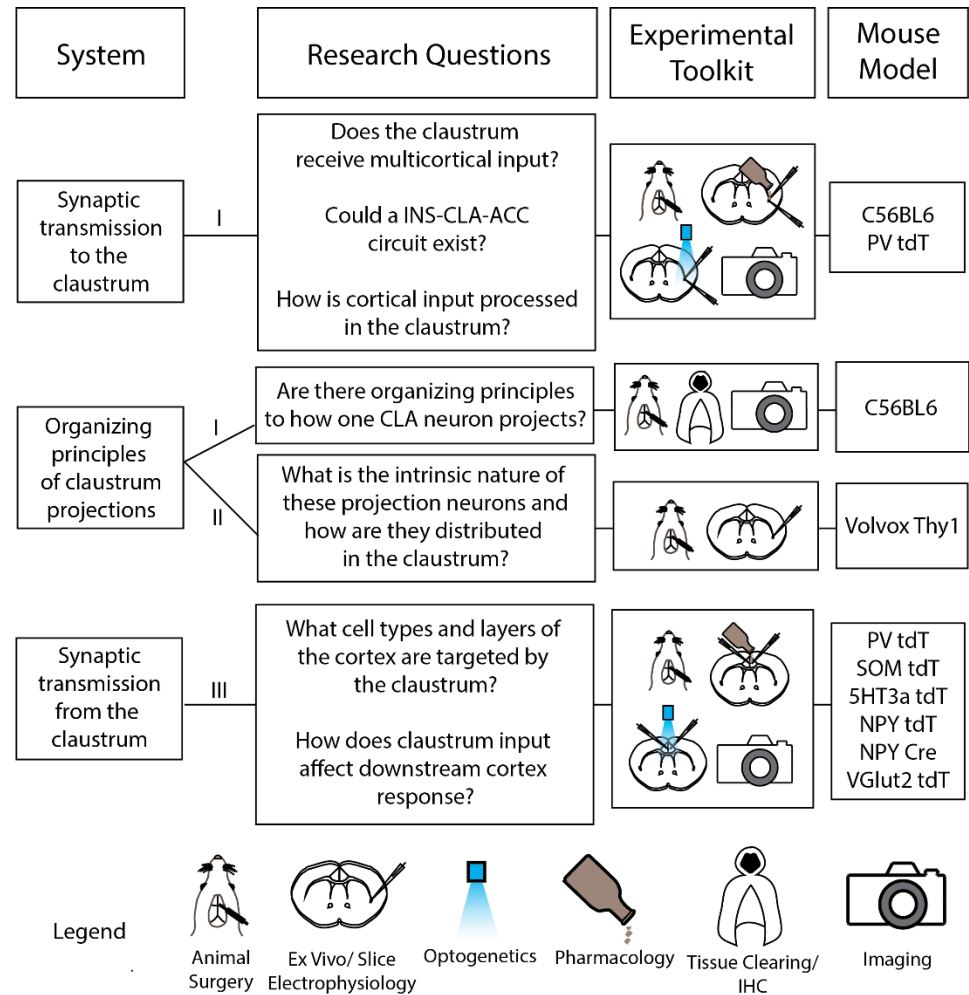 System
Research Questions
Experimental
Toolkit
Mouse
Model
Synaptic
transmission
to the
claustrum
I
Does the claustrum
receive multicortical input?
Could a INS-CLA-ACC
circuit exist?
How is cortical input processed
in the claustrum?
C56BL6
PV tdT
Organizing
principles
of claustrum
projections
I
Are there organizing principles
to how one CLA neuron projects?
C56BL6
II
What is the intrinsic nature of
these projection neurons and
how are they distributed
in the claustrum?
Volvox Thy1
Synaptic
transmission
from the
claustrum
III
What cell types and layers of
the cortex are targeted by
the claustrum?
How does claustrum input
affect downstream cortex
response?
PV tdT
SOM tdT
5HT3a tdT
NPY tdT
NPY Cre
VGlut2 tdT
Legend
Animal
Surgery
Ex Vivo/ Slice
Electrophysiology
Optogenetics
Pharmacology
Tissue Clearing/
IHC
Imaging